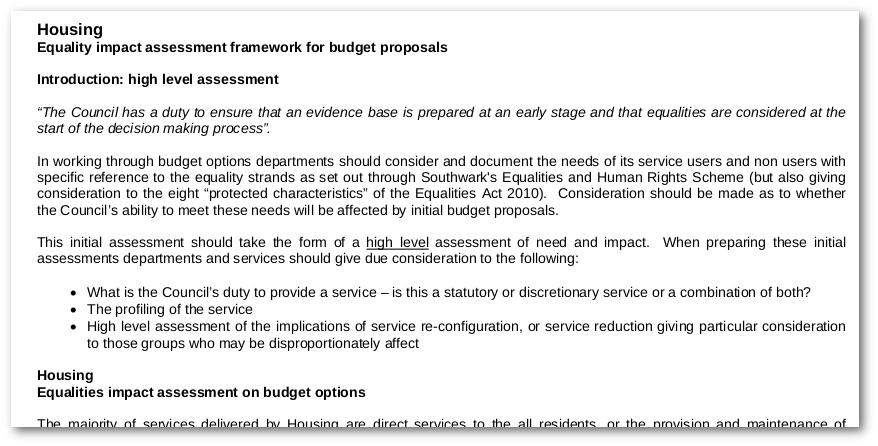 Housing
Equality impact assessment framework for budget proposals
Introduction: high level assessment
“The Council has a duty to ensure that an evidence base is prepared at an early stage and that equalities are considered at the
start of the decision making process”.
In working through budget options departments should consider and document the needs of its service users and non users with
specific reference to the equality strands as set out through Southwark's Equalities and Human Rights Scheme (but also giving
consideration to the eight “protected characteristics” of the Equalities Act 2010).  Consideration should be made as to whether
the Council’s ability to meet these needs will be affected by initial budget proposals.
This initial assessment should take the form of a high level assessment of need and impact.  When preparing these initial
assessments departments and services should give due consideration to the following:
• What is the Council’s duty to provide a service – is this a statutory or discretionary service or a combination of both?
• The profiling of the service
• High level assessment of the implications of service re-configuration, or service reduction giving particular consideration
to those groups who may be disproportionately affect
Housing
Equalities impact assessment on budget options
The majority of services delivered by Housing are direct services to the all residents, or the provision and maintenance of